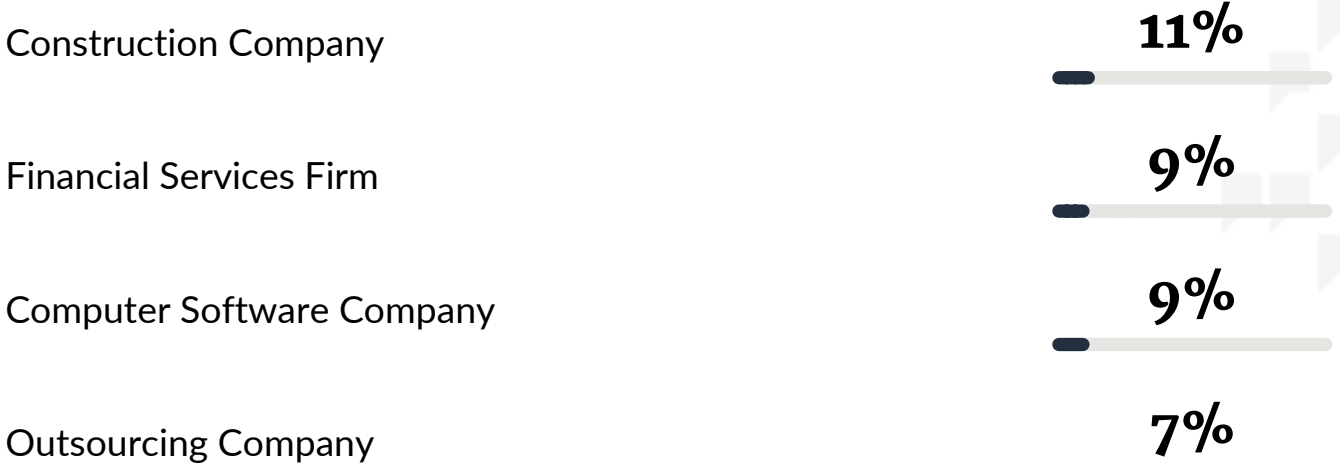 Construction Company 11%
Financial Services Firm 9%
Computer Software Company 9%
Outsourcing Company 7%